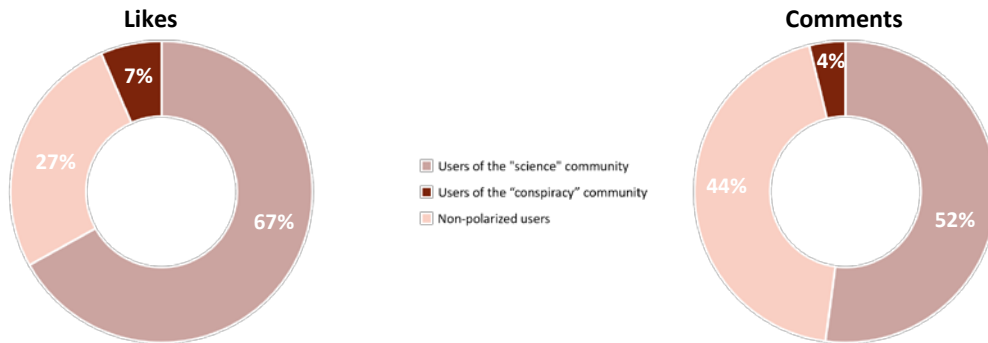 Likes
Comments
7%
27%
67%
Users of the "science" community
Users of the “conspiracy” community
Non-polarized users
4%
44%
52%